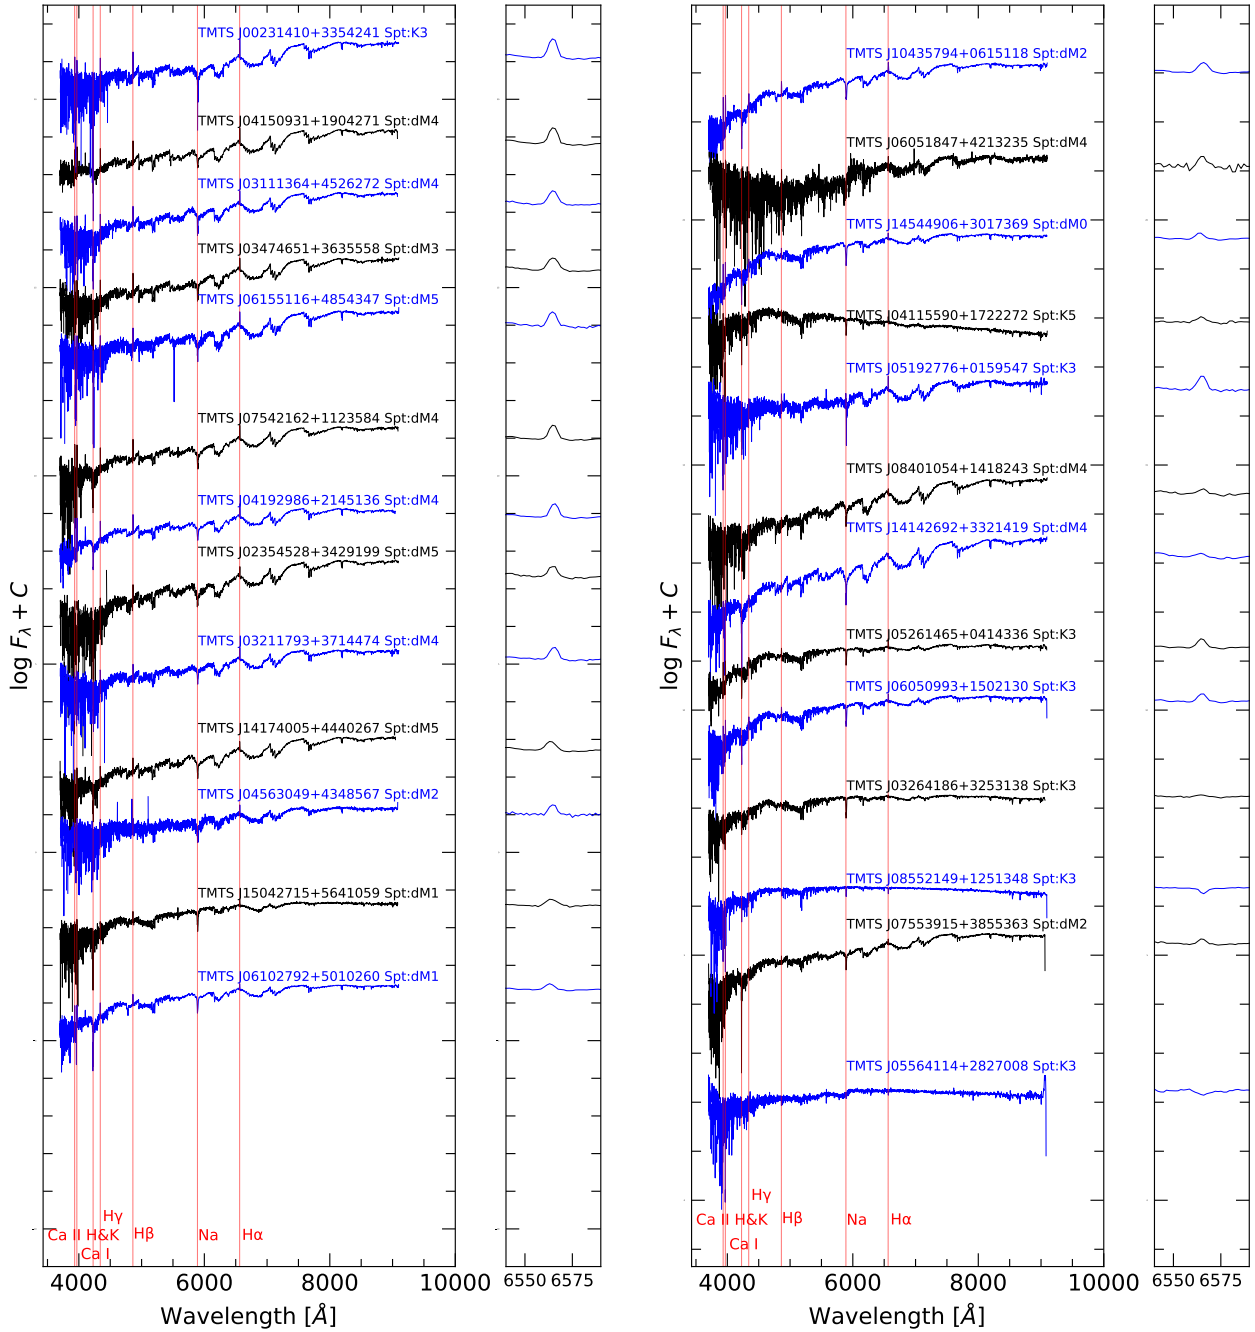 TMTS J00231410+3354241 Spt:K3
TMTS J04150931+1904271 Spt:dM4
TMTS J03111364+4526272 Spt:dM4
TMTS J03474651+3635558 Spt:dM3
TMTS J06155116+4854347 Spt:dM5
TMTS J07542162+1123584 Spt:dM4
TMTS J04192986+2145136 Spt:dM4
TMTS J02354528+3429199 Spt:dM5
TMTS J03211793+3714474 Spt:dM4
TMTS J14174005+4440267 Spt:dM5
TMTS J04563049+4348567 Spt:dM2
TMTS J15042715+5641059 Spt:dM1
TMTS J06102792+5010260 Spt:dM1
log Fλ + C
Hγ
Ca II H&K
Hβ
Na
Hα
Ca I
4000 6000 8000 10000
Wavelength [Å]
6550 6575
TMTS J10435794+0615118 Spt:dM2
TMTS J06051847+4213235 Spt:dM4
TMTS J14544906+3017369 Spt:dM0
TMTS J04115590+1722272 Spt:K5
TMTS J05192776+0159547 Spt:K3
TMTS J08401054+1418243 Spt:dM4
TMTS J14142692+3321419 Spt:dM4
TMTS J05261465+0414336 Spt:K3
TMTS J06050993+1502130 Spt:K3
TMTS J03264186+3253138 Spt:K3
TMTS J08552149+1251348 Spt:K3
TMTS J07553915+3855363 Spt:dM2
TMTS J05564114+2827008 Spt:K3
log Fλ + C
Hγ
Ca II H&K
Hβ
Na
Hα
Ca I
4000 6000 8000 10000
Wavelength [Å]
6550 6575